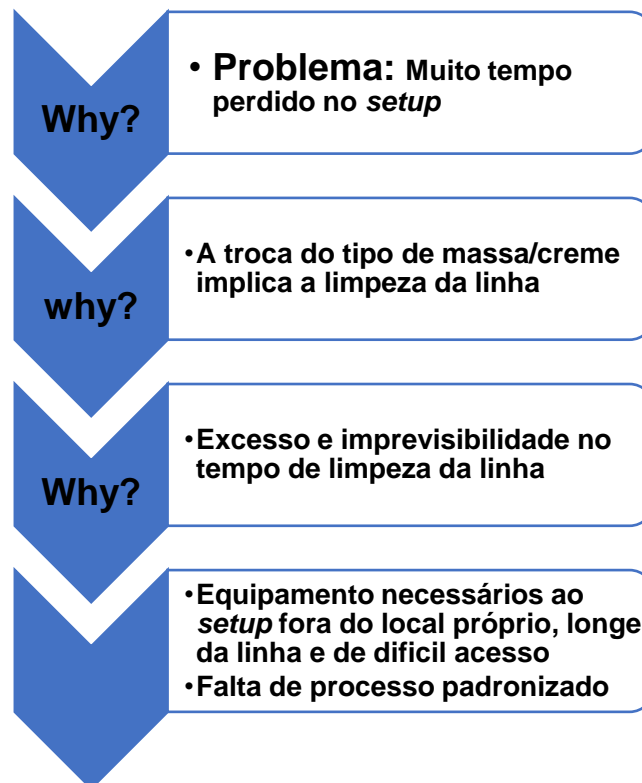 Why?
• Problema: Muito tempo
perdido no setup
why?
•A troca do tipo de massa/creme
implica a limpeza da linha
Why?
•Excesso e imprevisibilidade no
tempo de limpeza da linha
•Equipamento necessários ao
setup fora do local próprio, longe
da linha e de dificil acesso
•Falta de processo padronizado